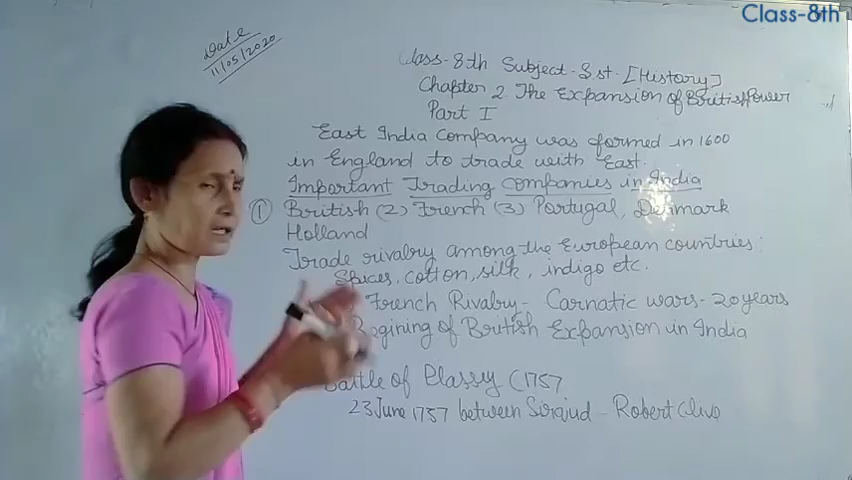 Class-8th
Date
11/05/2020
Class-8th Subject-S.st.[History]
Chapter 2 The Expansion of British Power
Part I
East India Company was formed in 1600
in England to trade with East.
Important Trading companies in India
① British (2) French (3) Portugal, Denmark
Holland
Trade rivalry among the European countries:
Spices, cotton, silk, indigo etc.
French Rivalry- Carnatic wars-20 years
Begining of British Expansion in India
Battle of Plassey (1757
23 June 1757 between Sirajud - Robert Clive